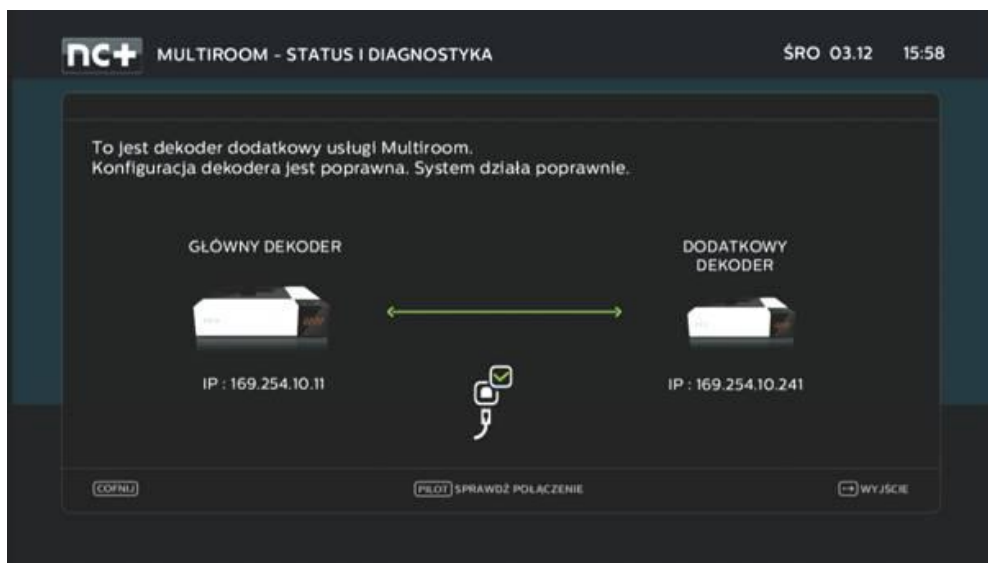 nc+ MULTIROOM - STATUS I DIAGNOSTYKA ŚRO 03.12 15:58
To jest dekoder dodatkowy usługi Multiroom.
Konfiguracja dekodera jest poprawna. System działa poprawnie.
GŁÓWNY DEKODER
DODATKOWY
DEKODER
IP : 169.254.10.11
IP : 169.254.10.241
COFNIJ PILOT SPRAWDŹ POŁĄCZENIE WYJŚCIE